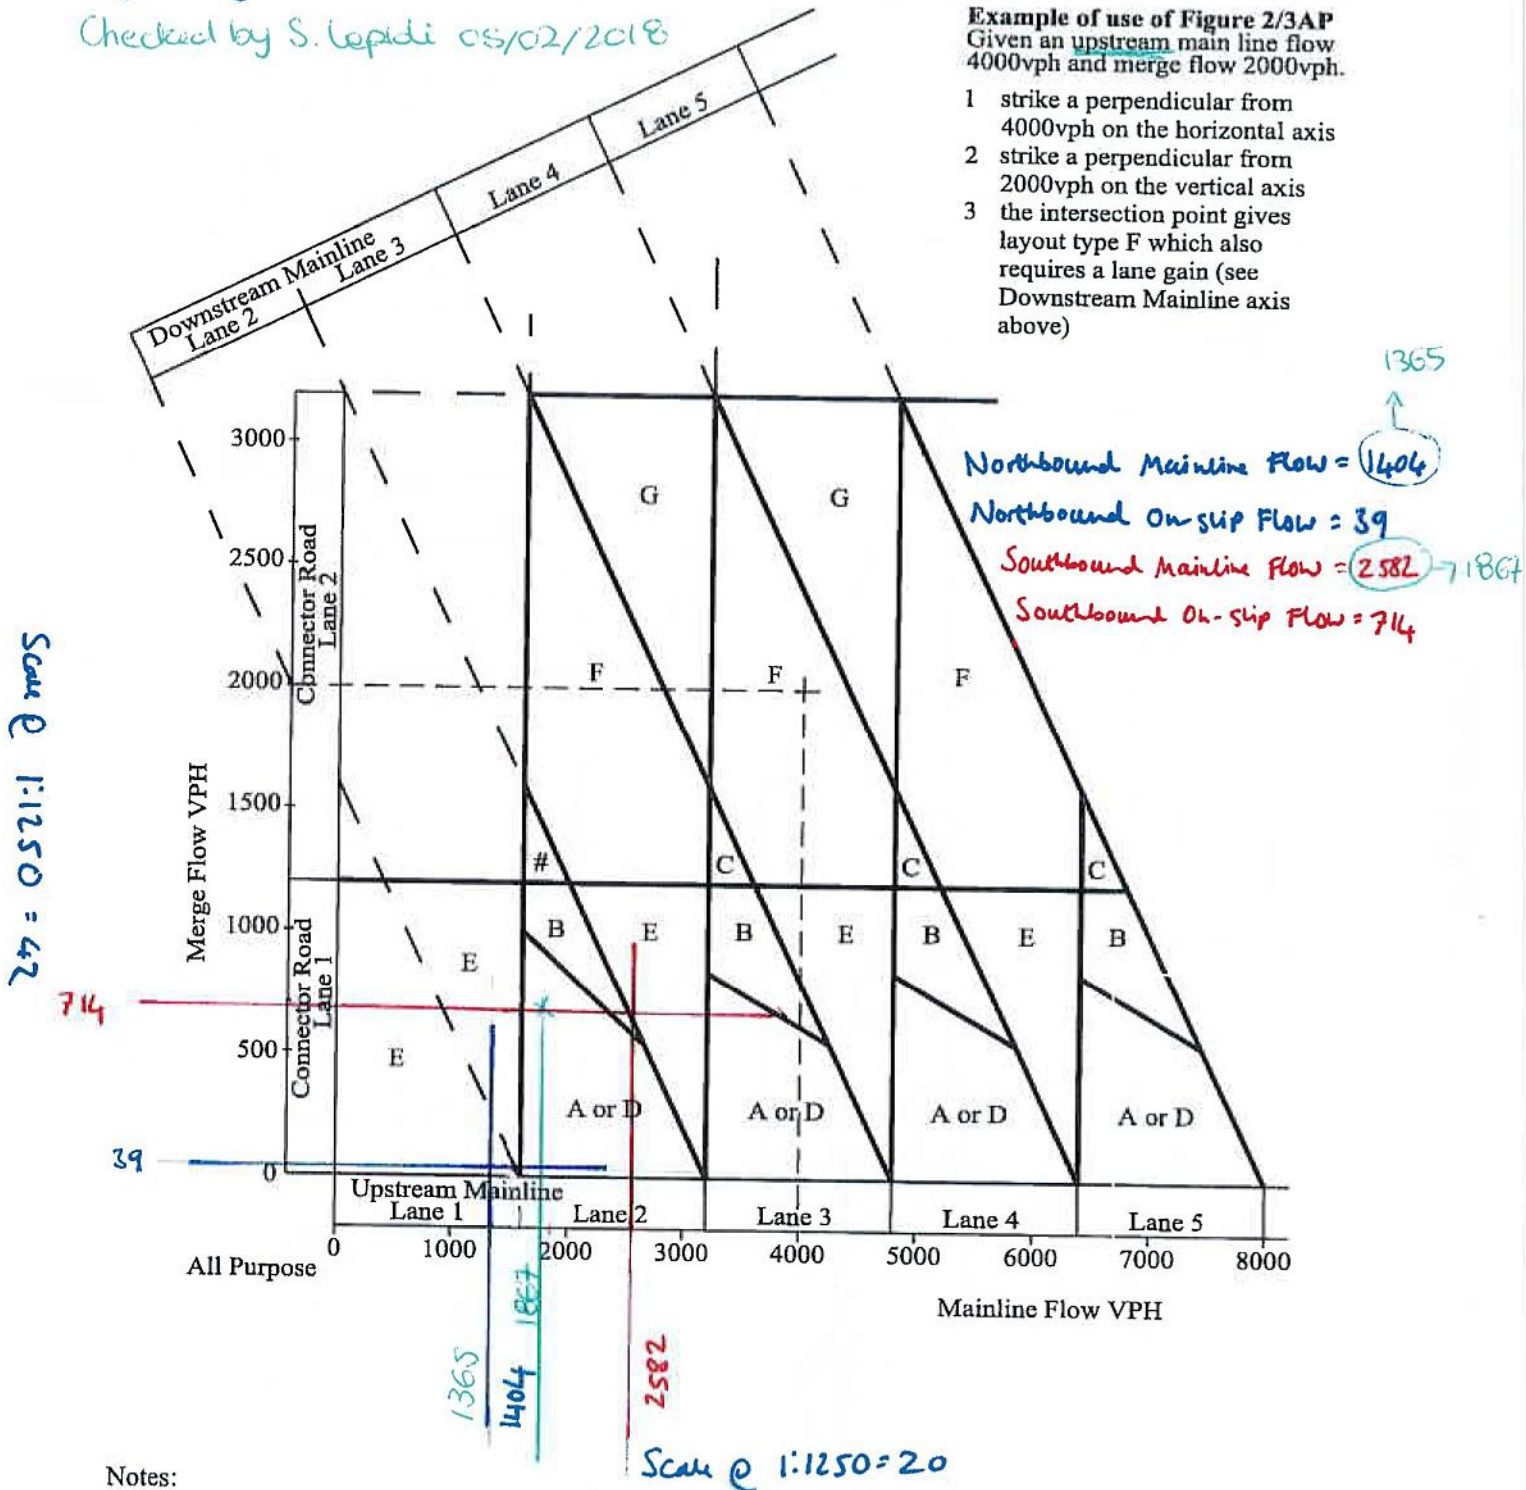 Checked by S. Lepidi 05/02/2018
Example of use of Figure 2/3AP
Given an upstream main line flow
4000vph and merge flow 2000vph.
1 strike a perpendicular from
4000vph on the horizontal axis
2 strike a perpendicular from
2000vph on the vertical axis
3 the intersection point gives
layout type F which also
requires a lane gain (see
Downstream Mainline axis
above)
Downstream Mainline
Lane 2
Lane 3
Lane 4
Lane 5
1365
Northbound Mainline Flow = 1404
Northbound On-slip Flow = 39
Southbound Mainline Flow = 2582 → 1867
Southbound On-slip Flow = 714
Scale @ 1:1250 = 42
Merge Flow VPH
3000
2500
2000
1500
1000
500
0
Connector Road
Lane 2
Connector Road
Lane 1
G G
F F F
# C C C
B E B E B E B
E
E
A or D A or D A or D A or D
714
39
Upstream Mainline
Lane 1 Lane 2 Lane 3 Lane 4 Lane 5
0 1000 2000 3000 4000 5000 6000 7000 8000
All Purpose
Mainline Flow VPH
1365
1404
1867
2582
Scale @ 1:1250 = 20
Notes: